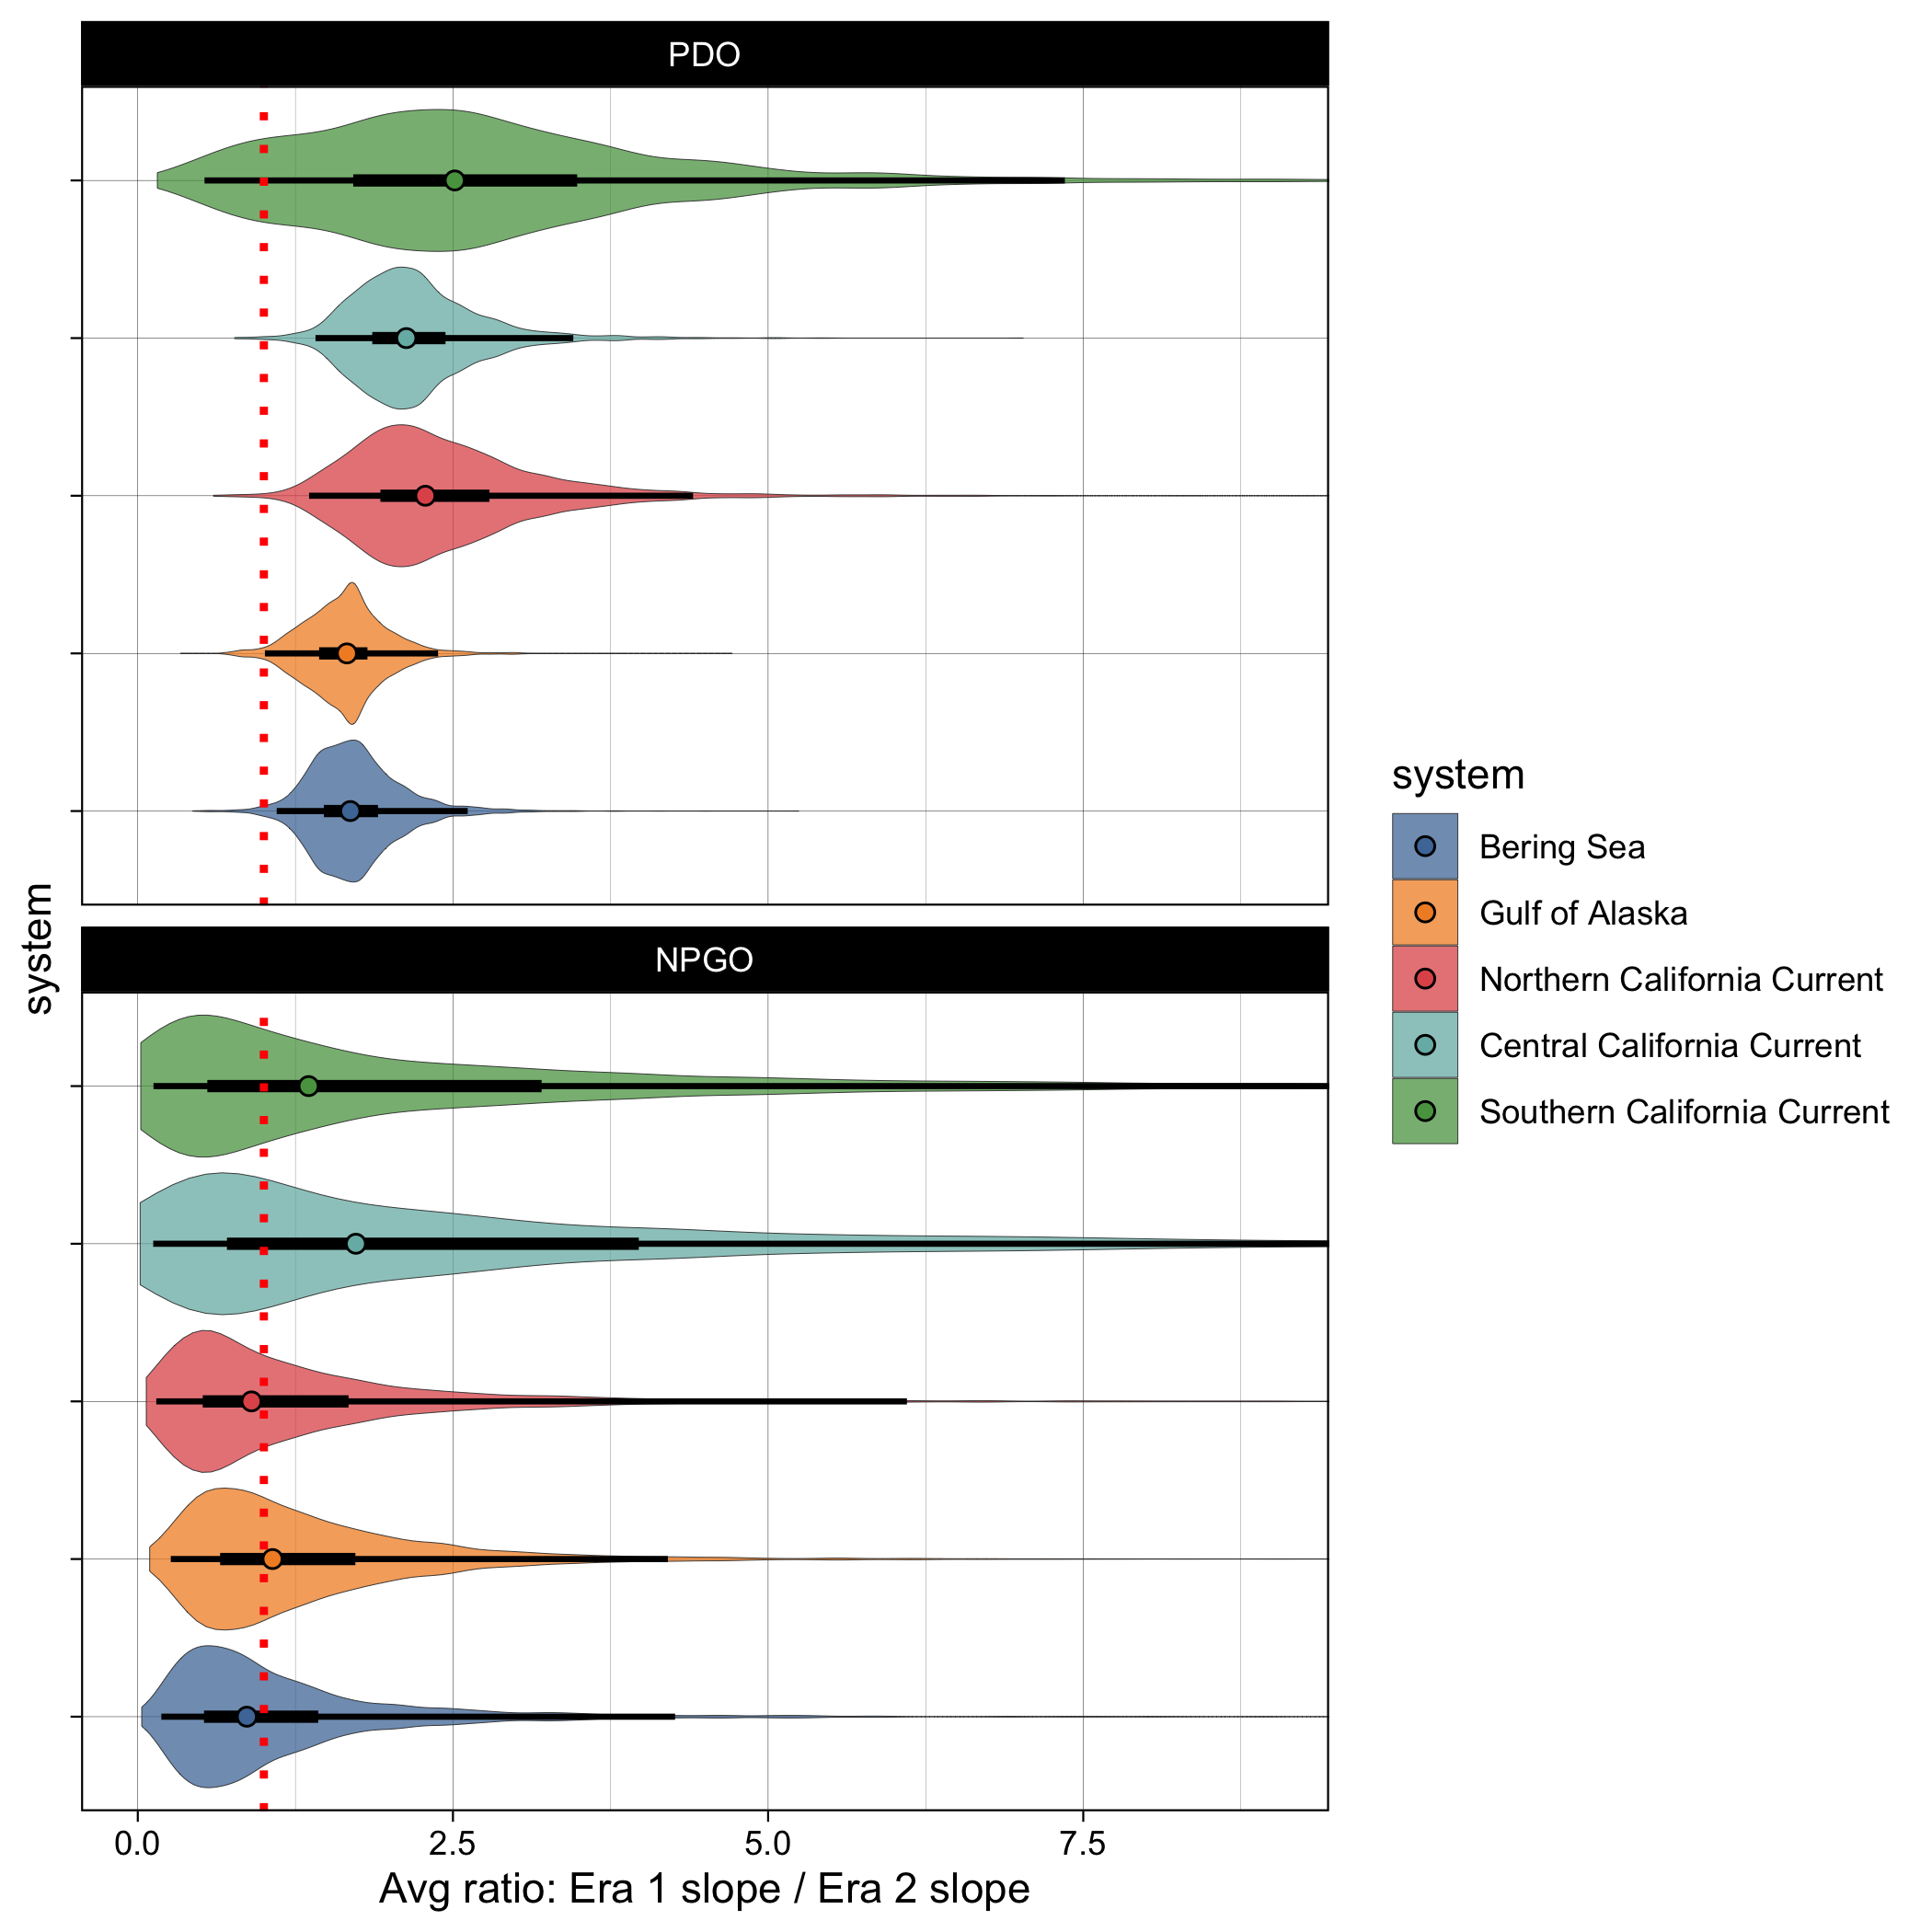 PDO
NPGO
system
0.0 2.5 5.0 7.5
Avg ratio: Era 1 slope / Era 2 slope
system
Bering Sea
Gulf of Alaska
Northern California Current
Central California Current
Southern California Current